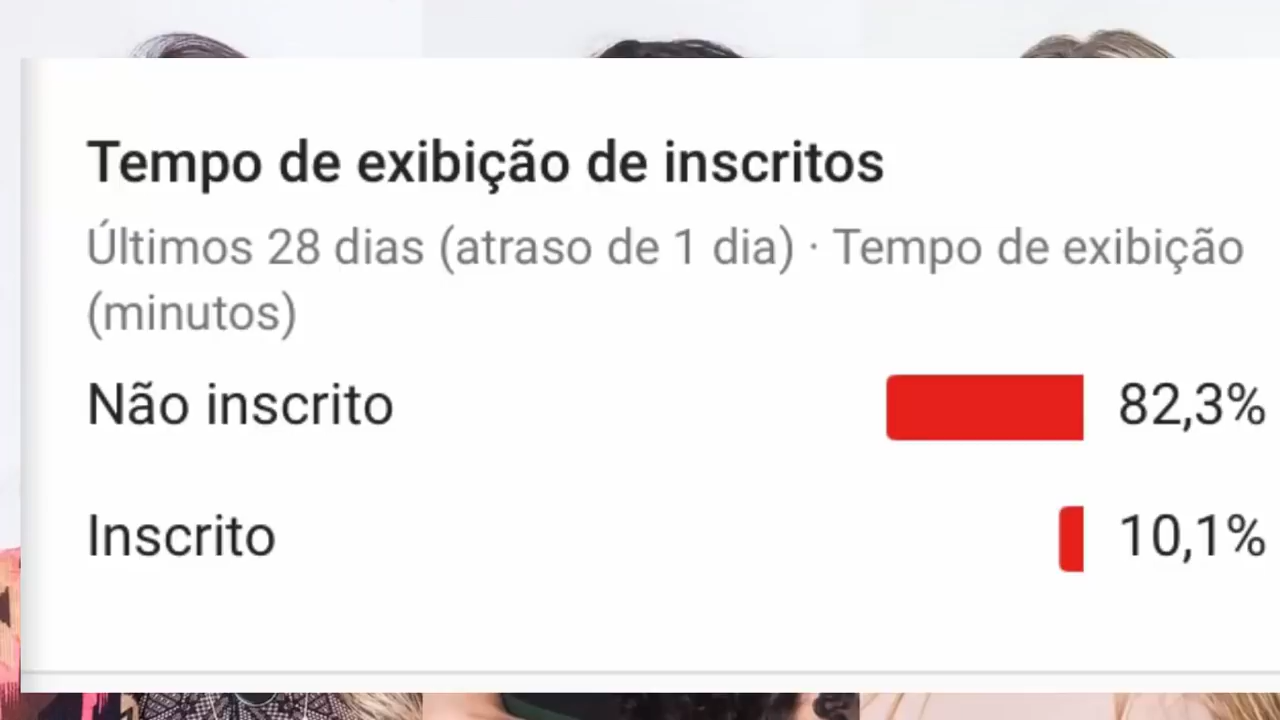 Tempo de exibição de inscritos
Últimos 28 dias (atraso de 1 dia) · Tempo de exibição
(minutos)
Não inscrito 82,3%
Inscrito 10,1%